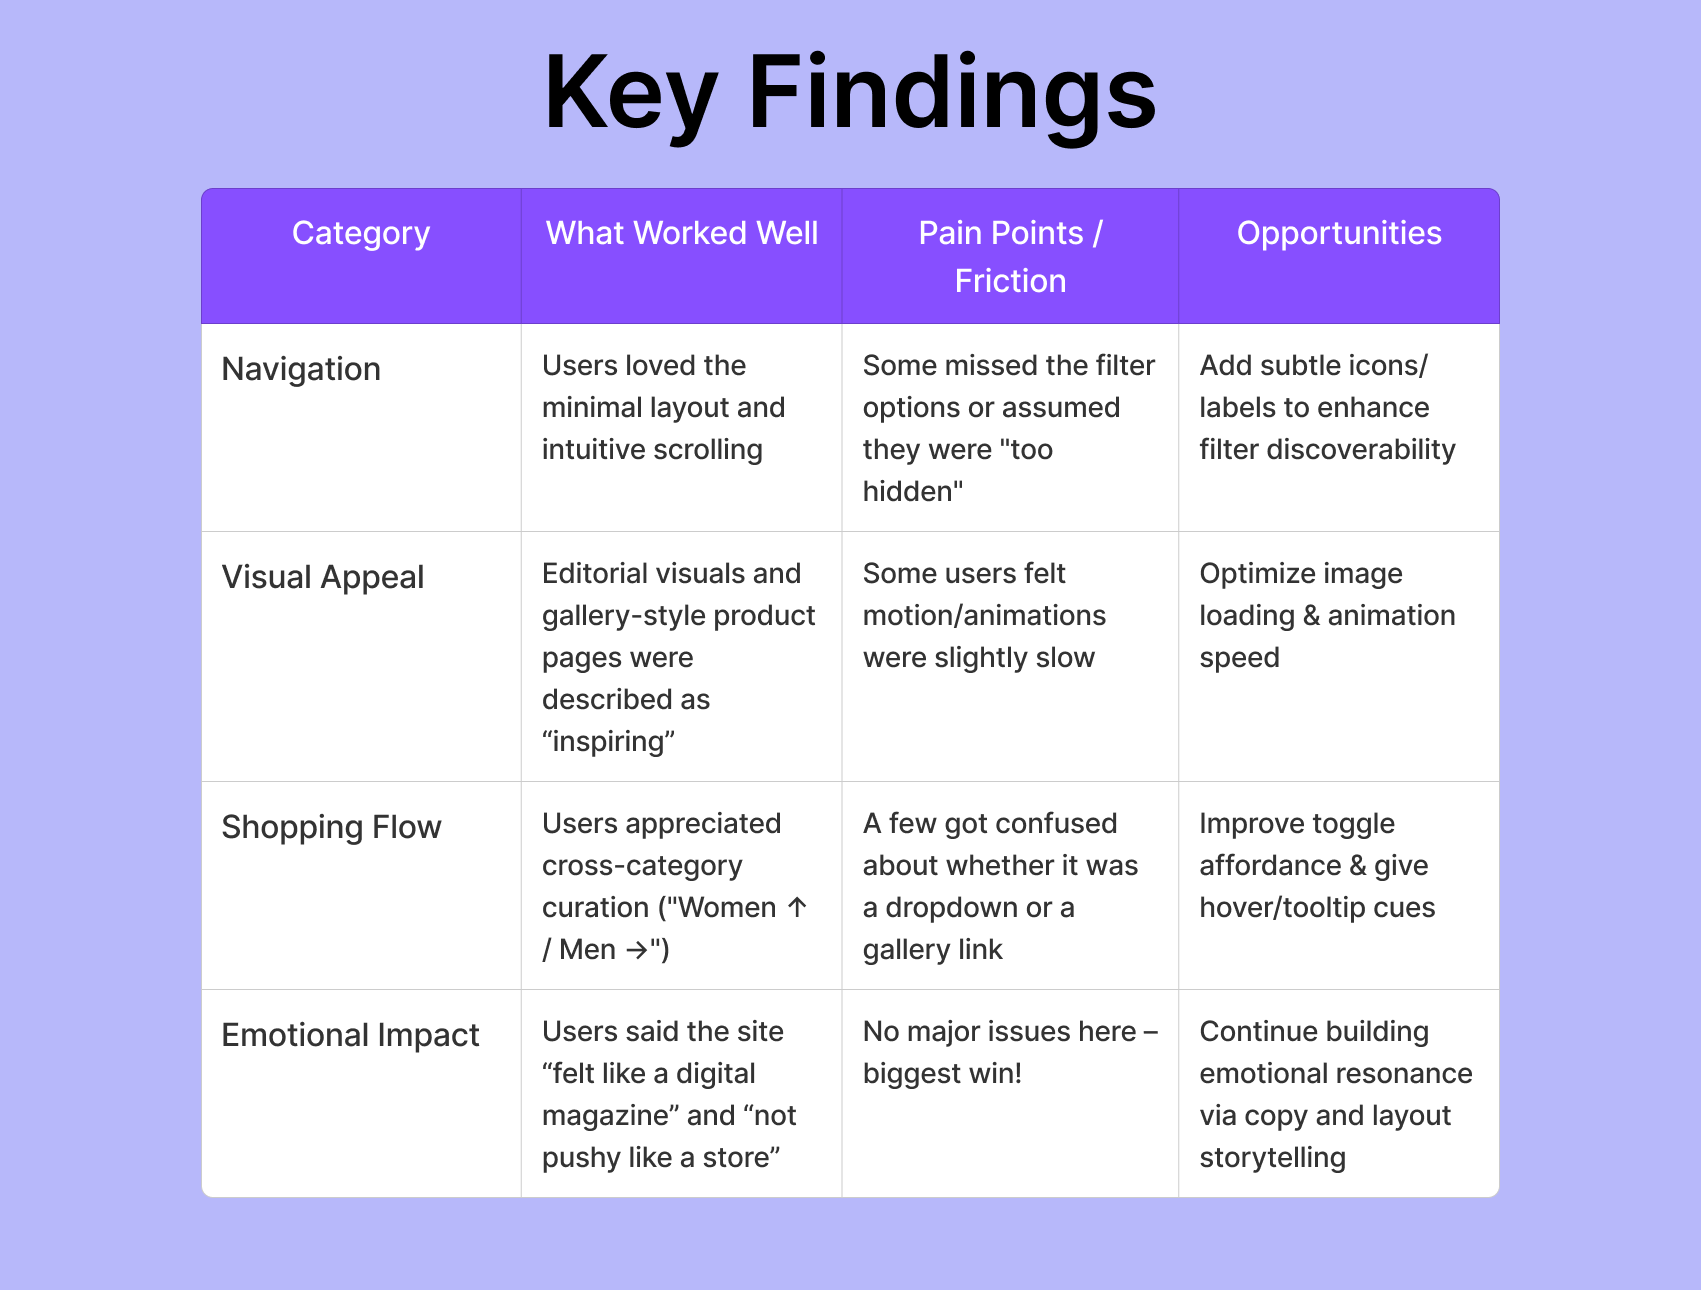 Key Findings
Category
What Worked Well
Pain Points /
Friction
Opportunities
Navigation
Users loved the
minimal layout and
intuitive scrolling
Some missed the filter
options or assumed
they were "too
hidden"
Add subtle icons/
labels to enhance
filter discoverability
Visual Appeal
Editorial visuals and
gallery-style product
pages were
described as
“inspiring”
Some users felt
motion/animations
were slightly slow
Optimize image
loading & animation
speed
Shopping Flow
Users appreciated
cross-category
curation ("Women ↑
/ Men →")
A few got confused
about whether it was
a dropdown or a
gallery link
Improve toggle
affordance & give
hover/tooltip cues
Emotional Impact
Users said the site
“felt like a digital
magazine” and “not
pushy like a store”
No major issues here –
biggest win!
Continue building
emotional resonance
via copy and layout
storytelling